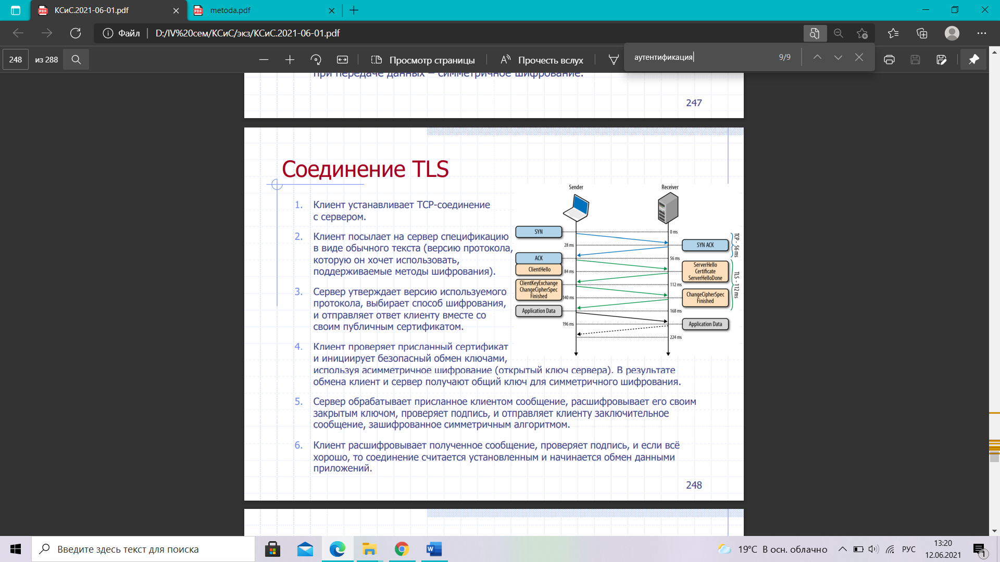 КСиС.2021-06-01.pdf
metoda.pdf
Файл
D:/IV%20сем/КСиС/экз/КСиС.2021-06-01.pdf
248
из 288
Просмотр страницы
Прочесть вслух
аутентификация
9/9
при передаче данных – симметричное шифрование.
247
Соединение TLS
1. Клиент устанавливает TCP-соединение
с сервером.
2. Клиент посылает на сервер спецификацию
в виде обычного текста (версию протокола,
которую он хочет использовать,
поддерживаемые методы шифрования).
3. Сервер утверждает версию используемого
протокола, выбирает способ шифрования,
и отправляет ответ клиенту вместе со
своим публичным сертификатом.
4. Клиент проверяет присланный сертификат
и инициирует безопасный обмен ключами,
используя асимметричное шифрование (открытый ключ сервера). В результате
обмена клиент и сервер получают общий ключ для симметричного шифрования.
5. Сервер обрабатывает присланное клиентом сообщение, расшифровывает его своим
закрытым ключом, проверяет подпись, и отправляет клиенту заключительное
сообщение, зашифрованное симметричным алгоритмом.
6. Клиент расшифровывает полученное сообщение, проверяет подпись, и если всё
хорошо, то соединение считается установленным и начинается обмен данными
приложений.
Sender
Receiver
SYN
0 ms
28 ms
SYN ACK
TCP - 56 ms
ACK
56 ms
ClientHello
84 ms
ServerHello
Certificate
ServerHelloDone
TLS - 112 ms
ClientKeyExchange
ChangeCipherSpec
Finished
112 ms
140 ms
ChangeCipherSpec
Finished
Application Data
168 ms
196 ms
Application Data
224 ms
248
Введите здесь текст для поиска
19°C В осн. облачно
РУС
13:20
12.06.2021
1